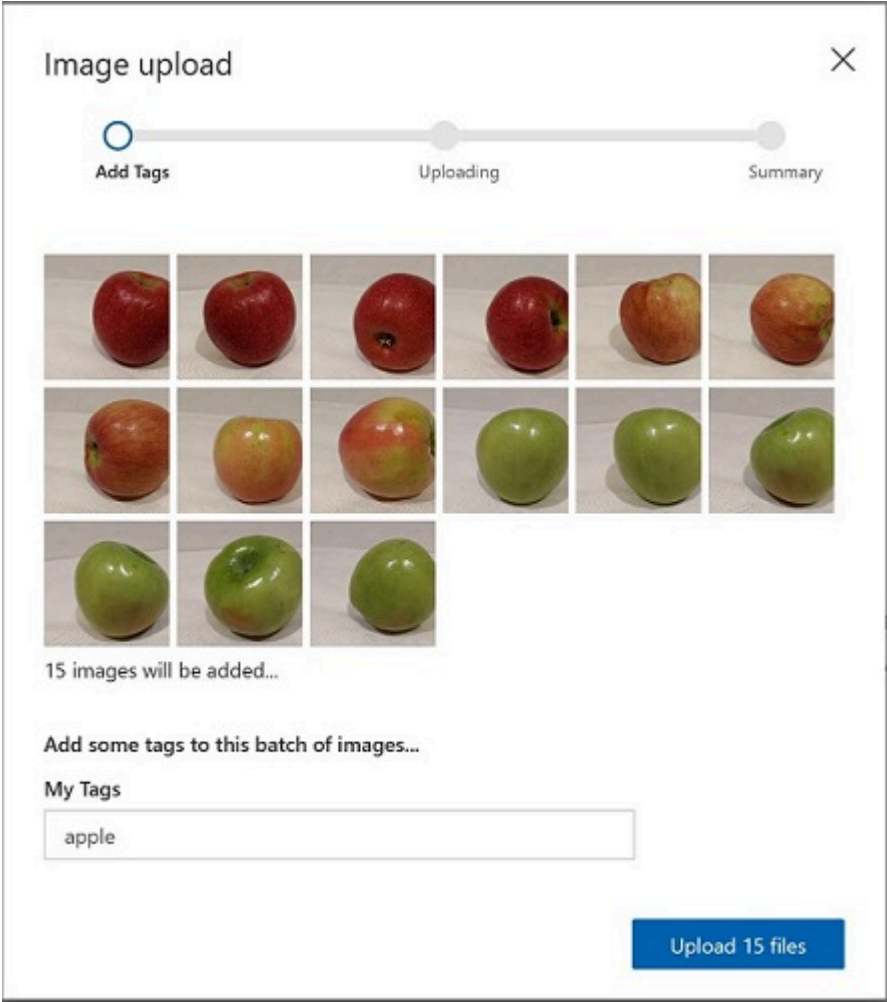 Image upload
Add Tags Uploading Summary
15 images will be added...
Add some tags to this batch of images...
My Tags
apple
Upload 15 files